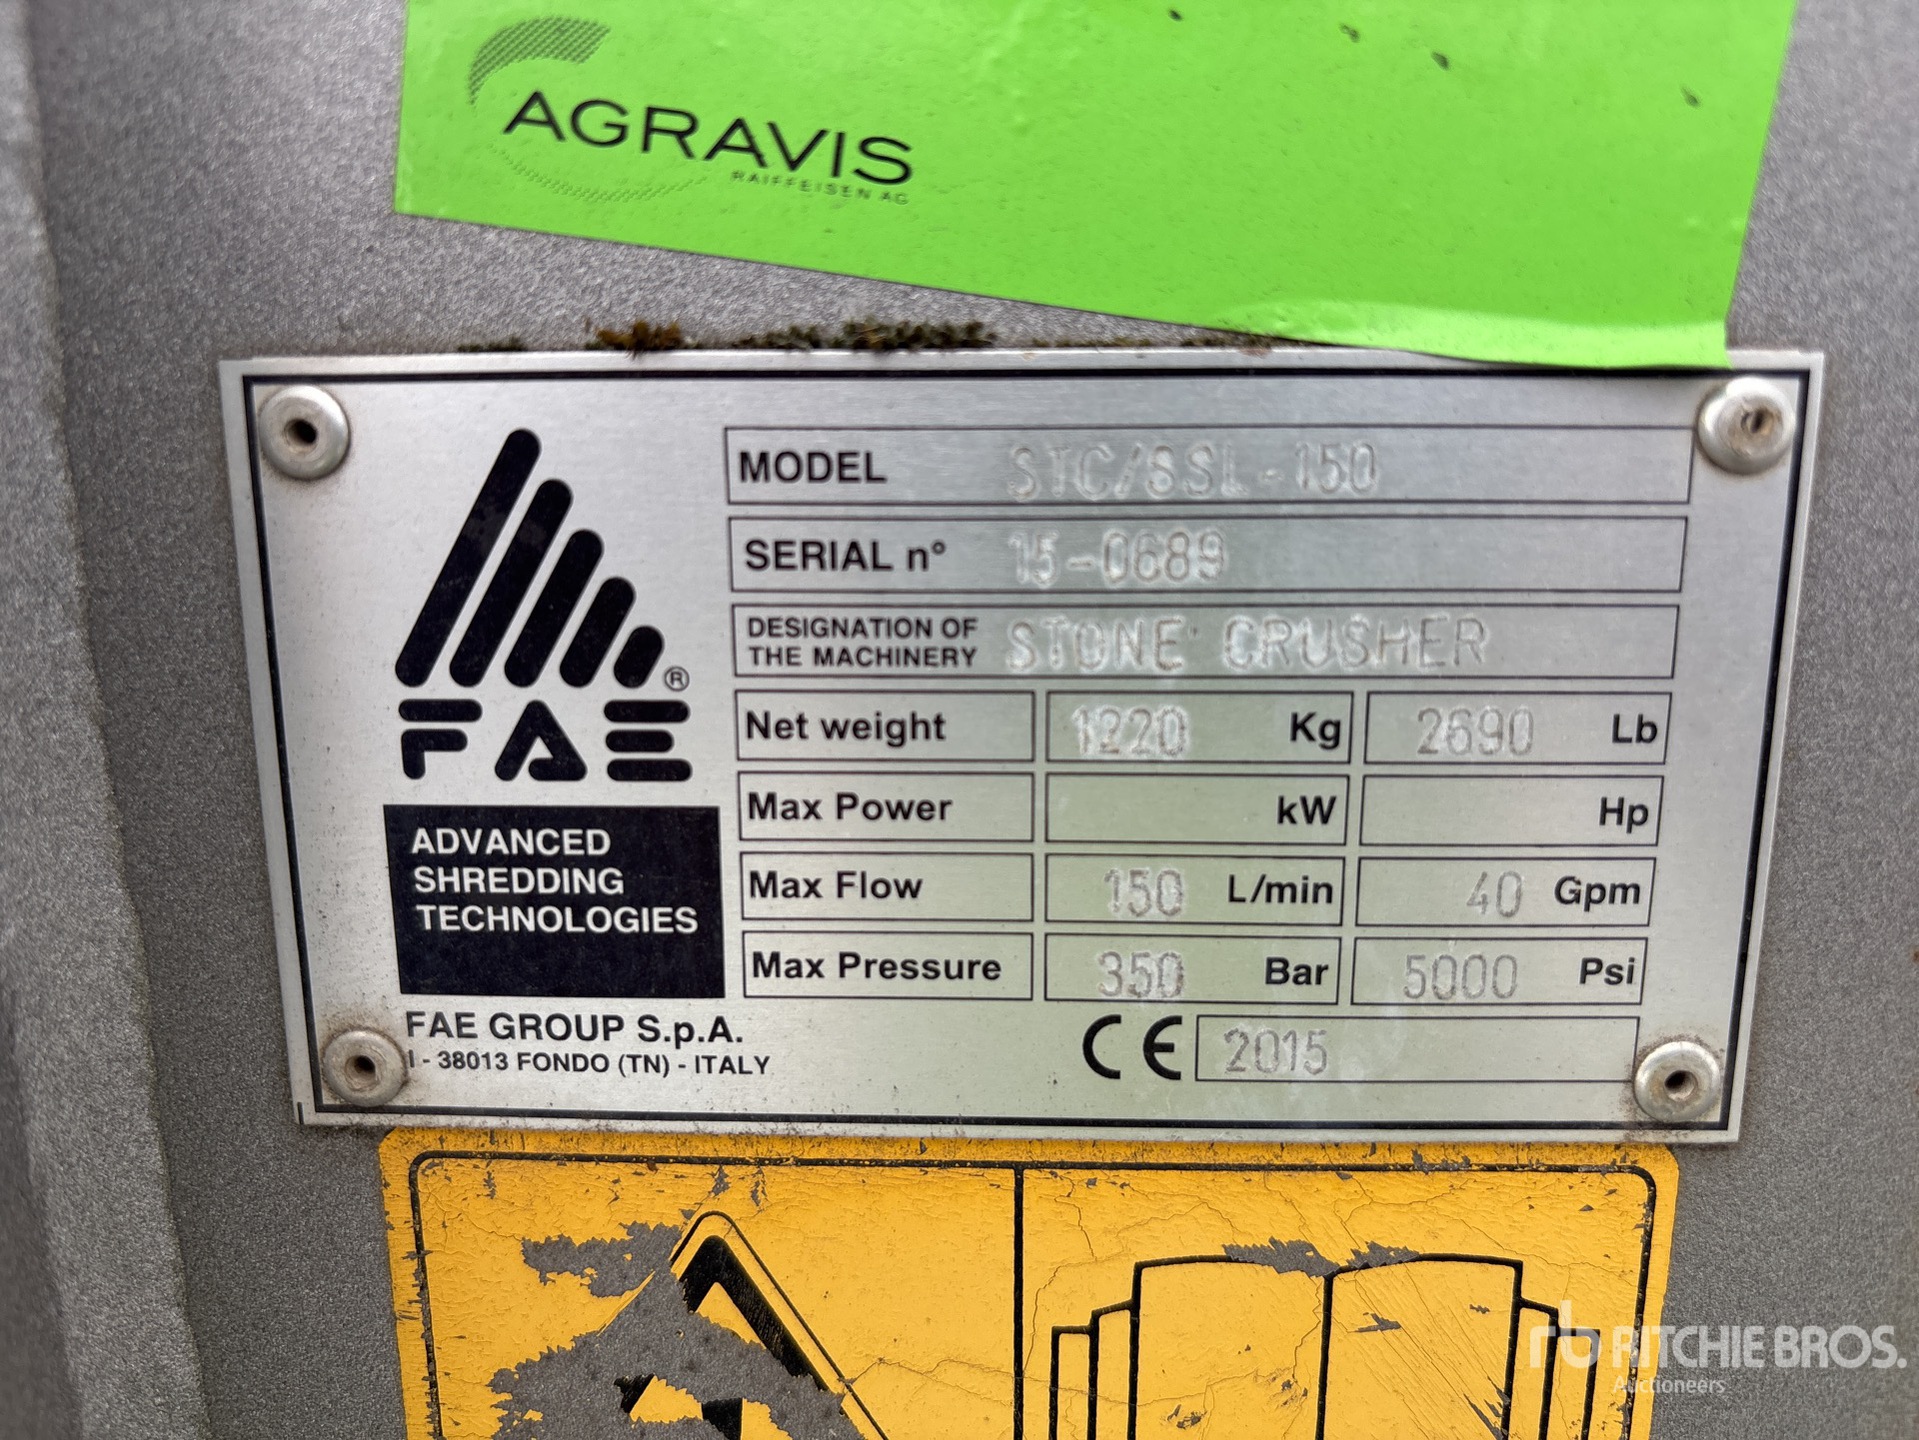 AGRAVIS
RAIFFEISEN AG
MODEL STC/SSL-150
SERIAL n° 15-0689
DESIGNATION OF THE MACHINERY STONE CRUSHER
Net weight 1220 Kg 2690 Lb
Max Power kW Hp
Max Flow 150 L/min 40 Gpm
Max Pressure 350 Bar 5000 Psi
FAE®
ADVANCED
SHREDDING
TECHNOLOGIES
FAE GROUP S.p.A.
I - 38013 FONDO (TN) - ITALY
CE 2015
rb RITCHIE BROS.
Auctioneers